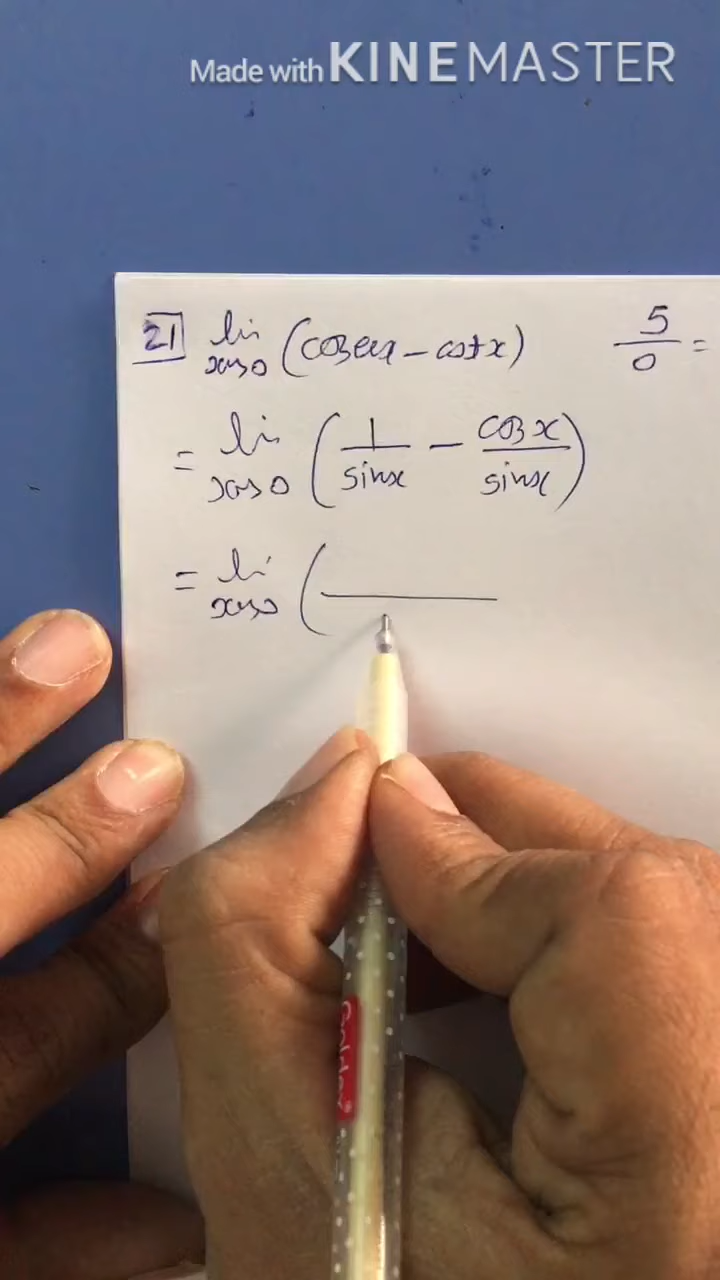 Made with KINEMASTER
21 lim x→0 (cosecx - cotx) 5/0 =
= lim x→0 (1/sinx - cosx/sinx)
= lim x→0 (